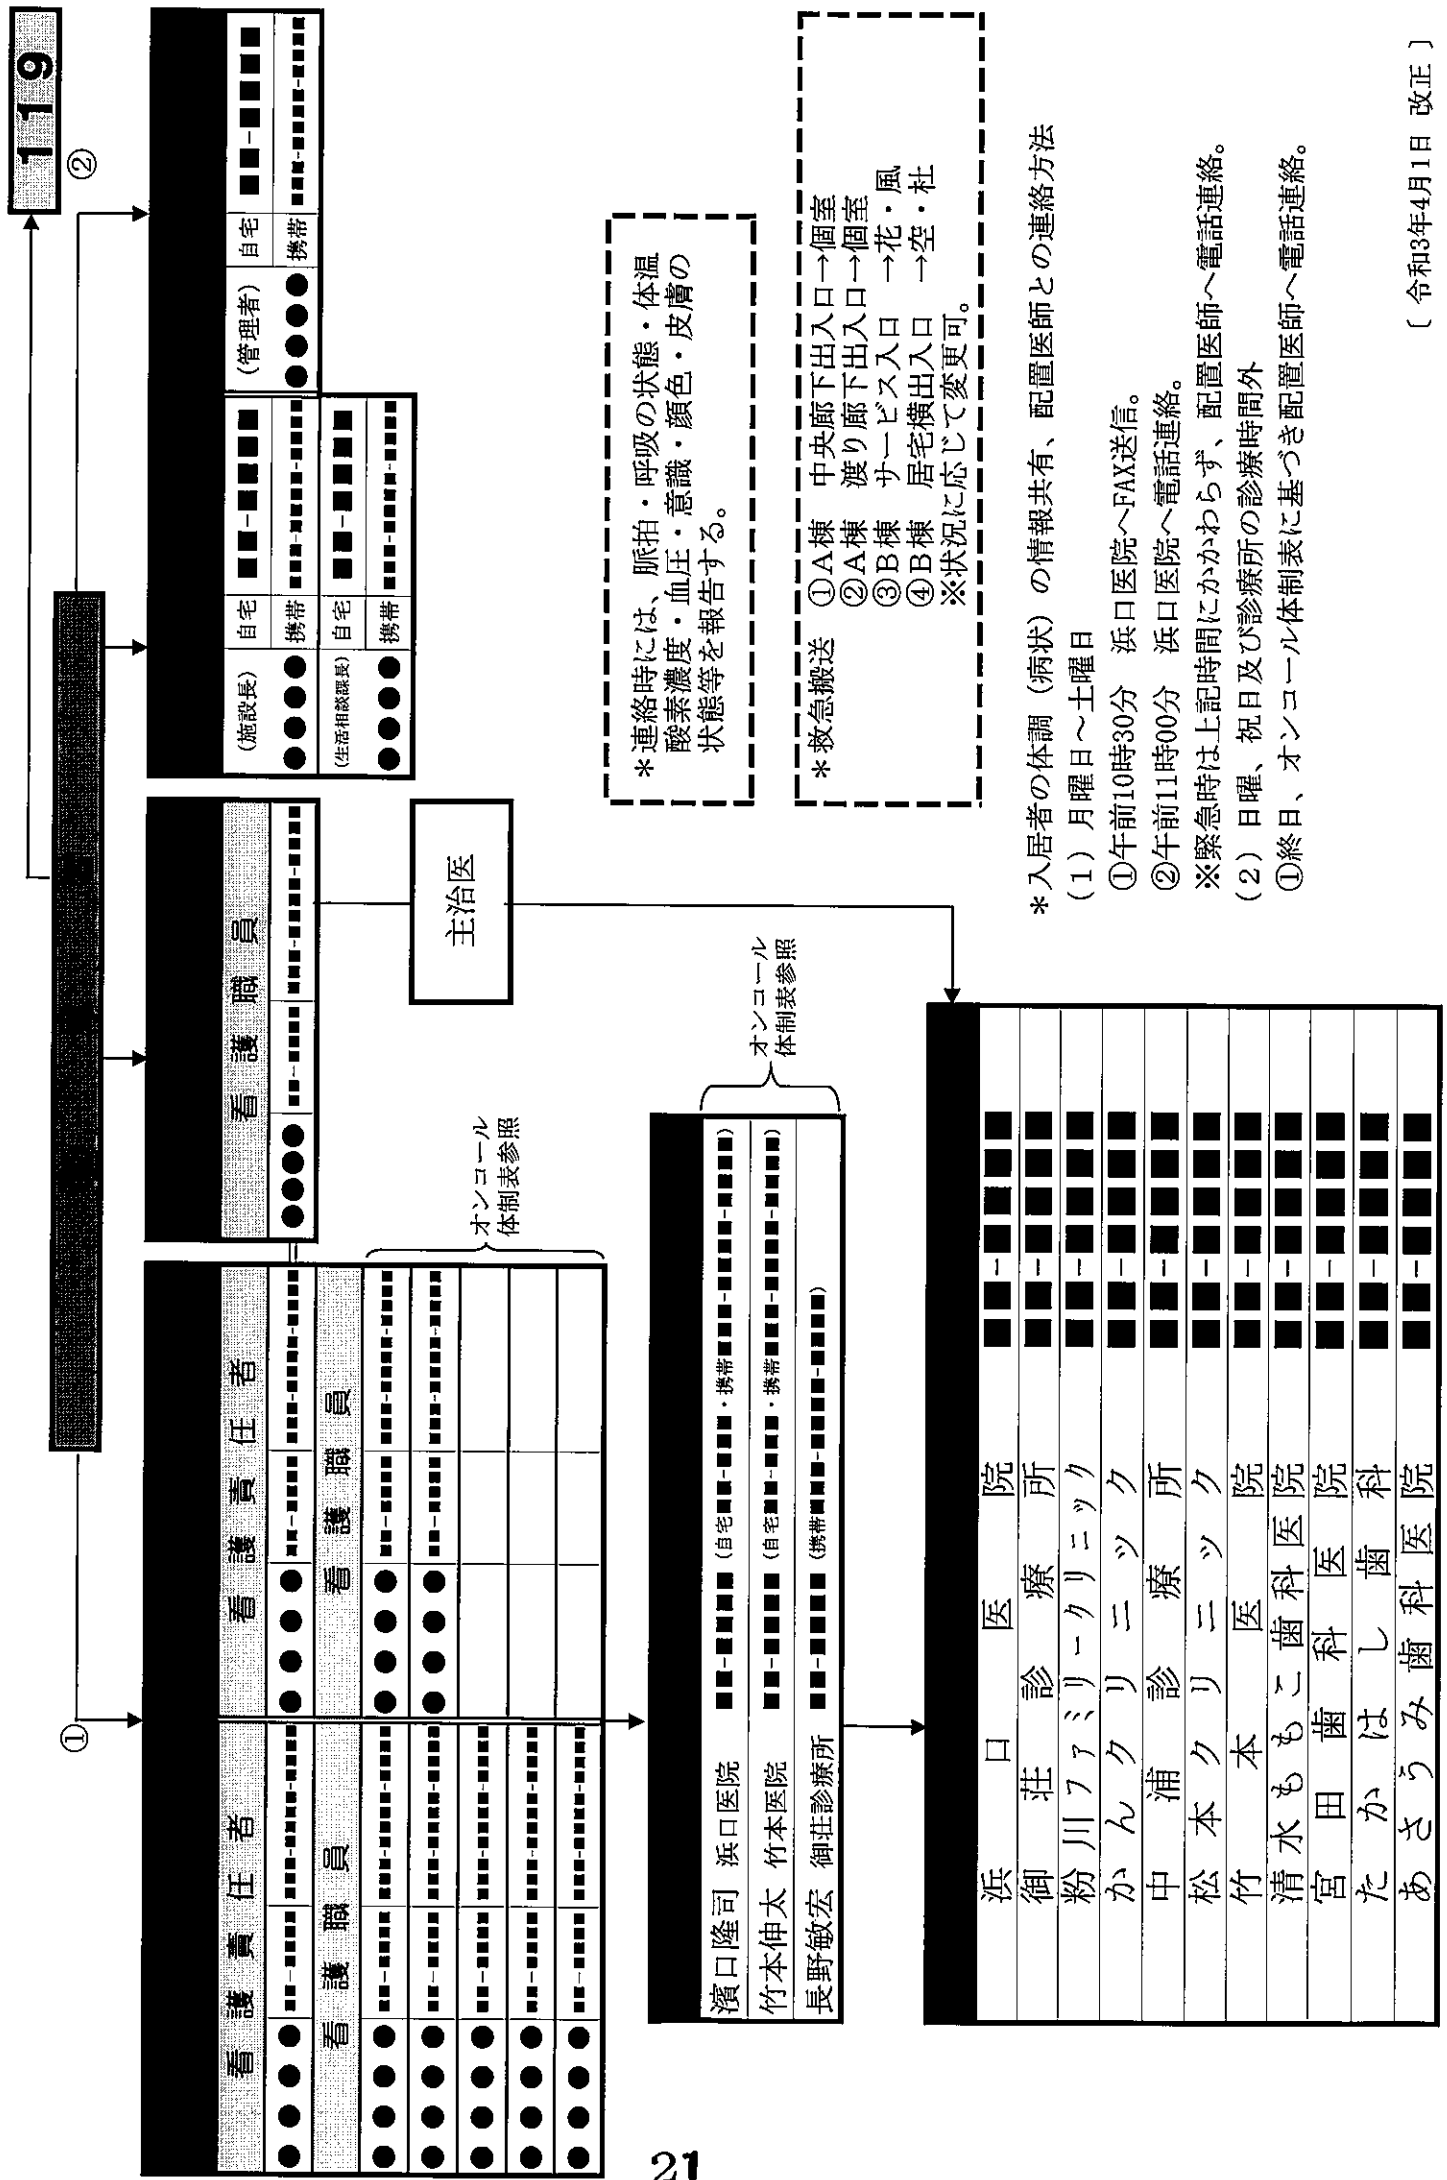 119
①
②
看護責任者
看護責任者
●●●● ■■-■■■■ ■■■-■■■■-■■■■
●●●● ■■-■■■■ ■■■-■■■■-■■■■
看護職員
看護職員
●●●● ■■-■■■■ ■■■-■■■■-■■■■
●●●● ■■-■■■■ ■■■-■■■■-■■■■
●●●● ■■-■■■■ ■■■-■■■■-■■■■
●●●● ■■-■■■■ ■■■-■■■■-■■■■
●●●● ■■-■■■■ ■■■-■■■■-■■■■
●●●● ■■-■■■■ ■■■-■■■■-■■■■
●●●● ■■-■■■■ ■■■-■■■■-■■■■
オンコール
体制表参照
看護職員
●●●● ■■-■■■■ ■■■-■■■■-■■■■
主治医
(施設長)
●●●●
自宅 ■■-■■■■
携帯 ■■■-■■■■-■■■■
(生活相談課長)
●●●●
自宅 ■■-■■■■
携帯 ■■■-■■■■-■■■■
(管理者)
●●●●
自宅 ■■-■■■■
携帯 ■■■-■■■■-■■■■
濱口隆司 浜口医院 ■■-■■■■ (自宅■■-■■■■・携帯■■■-■■■■-■■■■)
竹本伸太 竹本医院 ■■-■■■■ (自宅■■-■■■■・携帯■■■-■■■■-■■■■)
長野敏宏 御荘診療所 ■■-■■■■ (携帯■■■-■■■■-■■■■)
オンコール
体制表参照
浜口医院 ■■-■■■■
御荘診療所 ■■-■■■■
粉川ファミリークリニック ■■-■■■■
かんクリニック ■■-■■■■
中浦診療所 ■■-■■■■
松本クリニック ■■-■■■■
竹本医院 ■■-■■■■
清水ももこ歯科医院 ■■-■■■■
宮田歯科医院 ■■-■■■■
たかはし歯科 ■■-■■■■
あさうみ歯科医院 ■■-■■■■
*連絡時には、脈拍・呼吸の状態・体温
酸素濃度・血圧・意識・顔色・皮膚の
状態等を報告する。
*救急搬送 ①A棟 中央廊下出入口→個室
②A棟 渡り廊下出入口→個室
③B棟 サービス入口 →花・風
④B棟 居宅横出入口 →空・杜
※状況に応じて変更可。
*入居者の体調(病状)の情報共有、配置医師との連絡方法
(1)月曜日~土曜日
①午前10時30分 浜口医院へFAX送信。
②午前11時00分 浜口医院へ電話連絡。
※緊急時は上記時間にかかわらず、配置医師へ電話連絡。
(2)日曜、祝日及び診療所の診療時間外
①終日、オンコール体制表に基づき配置医師へ電話連絡。
〔 令和3年4月1日 改正 〕
21